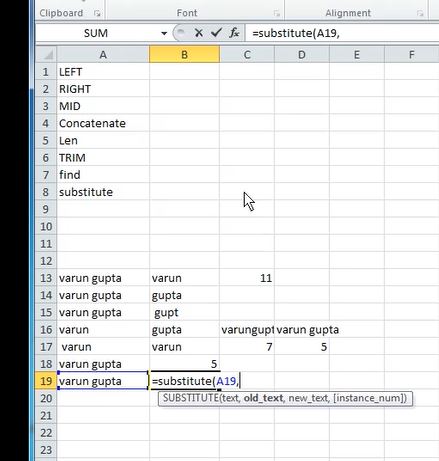 Clipboard Font Alignment
SUM =substitute(A19,
A B C D E F
1 LEFT
2 RIGHT
3 MID
4 Concatenate
5 Len
6 TRIM
7 find
8 substitute
9
10
11
12
13 varun gupta varun 11
14 varun gupta gupta
15 varun gupta gupt
16 varun gupta varungupt varun gupta
17 varun varun 7 5
18 varun gupta 5
19 varun gupta =substitute(A19,
20 SUBSTITUTE(text, old_text, new_text, [instance_num])
21
22
23